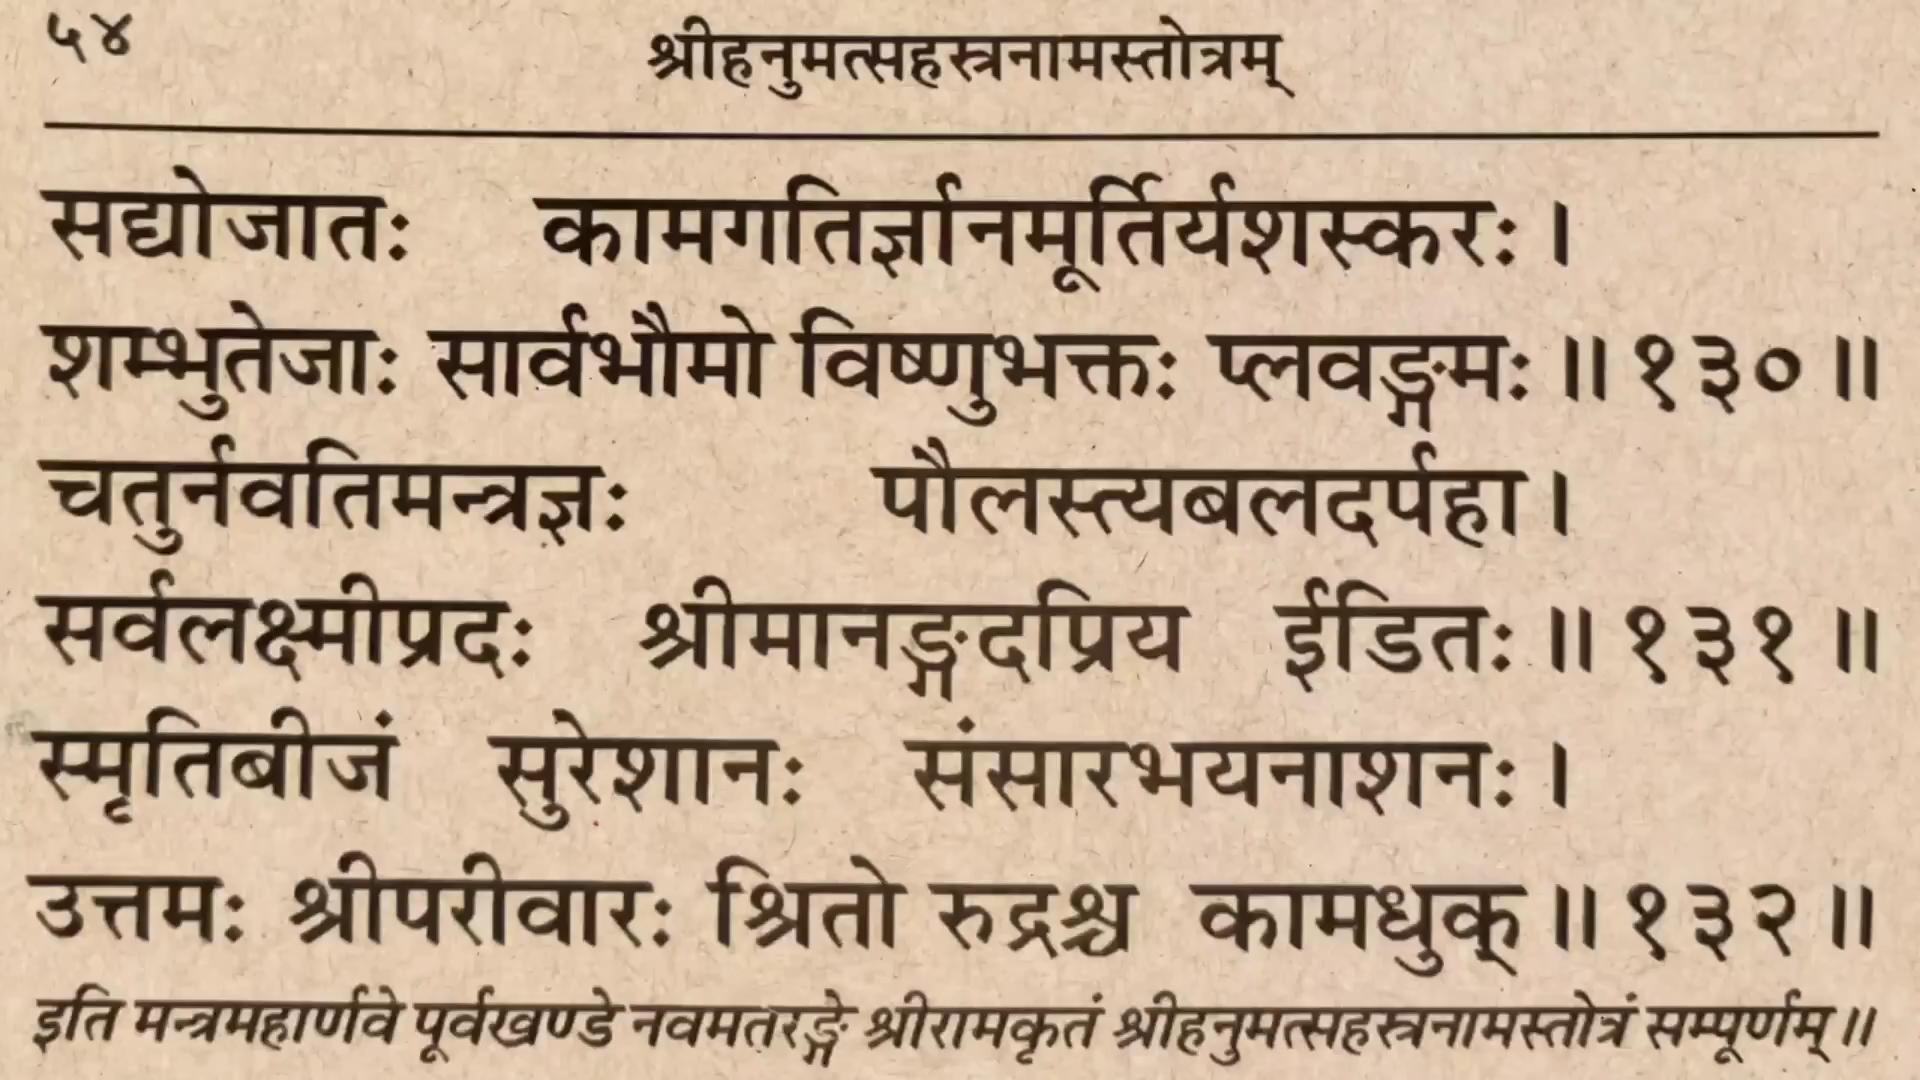 ५४
श्रीहनुमत्सहस्त्रनामस्तोत्रम्
सद्योजातः कामगतिर्ज्ञानमूर्तिर्यशस्करः ।
शम्भुतेजाः सार्वभौमो विष्णुभक्तः प्लवङ्गमः ॥ १३० ॥
चतुर्नवतिमन्त्रज्ञः पौलस्त्यबलदर्पहा ।
सर्वलक्ष्मीप्रदः श्रीमानङ्गदप्रिय ईडितः ॥ १३१ ॥
स्मृतिबीजं सुरेशानः संसारभयनाशनः ।
उत्तमः श्रीपरीवारः श्रितो रुद्रश्च कामधुक् ॥ १३२ ॥
इति मन्त्रमहार्णवे पूर्वखण्डे नवमतरङ्गे श्रीरामकृतं श्रीहनुमत्सहस्त्रनामस्तोत्रं सम्पूर्णम् ॥